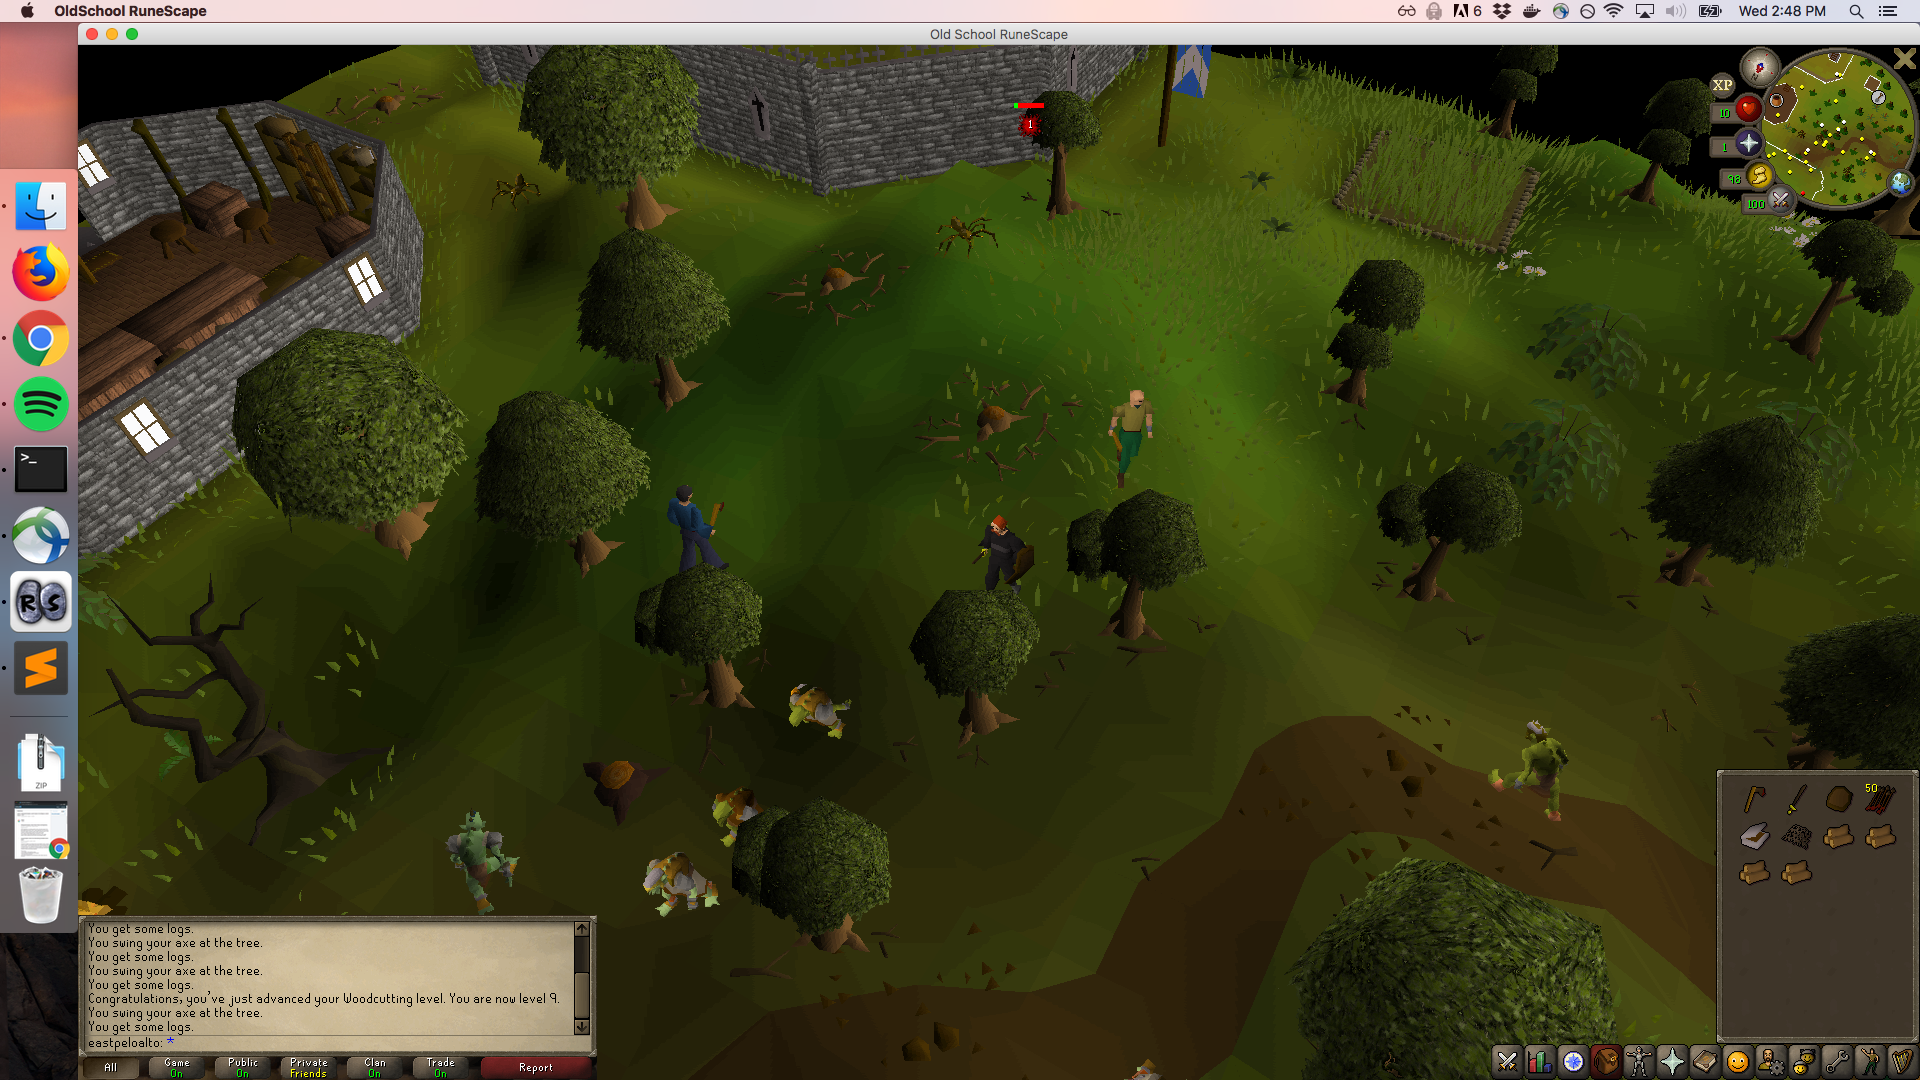 OldSchool RuneScape
6
Wed 2:48 PM
Old School RuneScape
XP
10
1
98
100
1
>_
RS
ZIP
50
You get some logs.
You swing your axe at the tree.
You get some logs.
You swing your axe at the tree.
You get some logs.
Congratulations, you've just advanced your Woodcutting level. You are now level 9.
You swing your axe at the tree.
You get some logs.
eastpeloalto: *
All
Game
On
Public
On
Private
Friends
Clan
On
Trade
On
Report